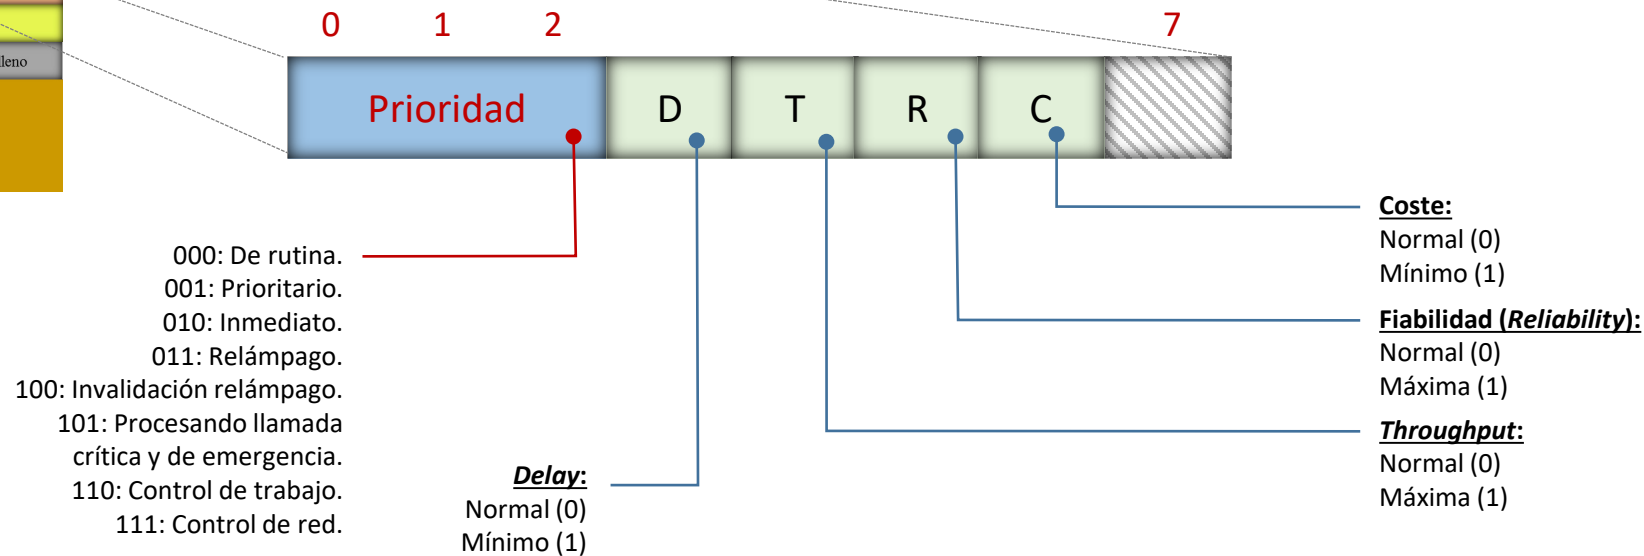 0 1 2 7
lleno
Prioridad D T R C
000: De rutina.
001: Prioritario.
010: Inmediato.
011: Relámpago.
100: Invalidación relámpago.
101: Procesando llamada
crítica y de emergencia.
110: Control de trabajo.
111: Control de red.
Delay:
Normal (0)
Mínimo (1)
Coste:
Normal (0)
Mínimo (1)
Fiabilidad (Reliability):
Normal (0)
Máxima (1)
Throughput:
Normal (0)
Máxima (1)